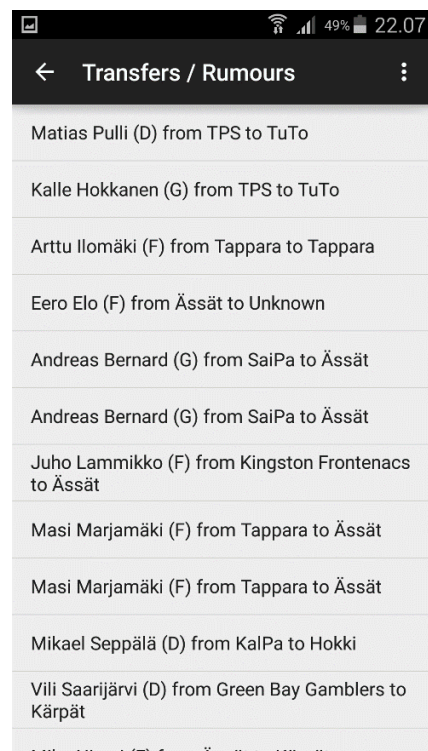 49% 22.07
Transfers / Rumours
Matias Pulli (D) from TPS to TuTo
Kalle Hokkanen (G) from TPS to TuTo
Arttu Ilomäki (F) from Tappara to Tappara
Eero Elo (F) from Ässät to Unknown
Andreas Bernard (G) from SaiPa to Ässät
Andreas Bernard (G) from SaiPa to Ässät
Juho Lammikko (F) from Kingston Frontenacs
to Ässät
Masi Marjamäki (F) from Tappara to Ässät
Masi Marjamäki (F) from Tappara to Ässät
Mikael Seppälä (D) from KalPa to Hokki
Vili Saarijärvi (D) from Green Bay Gamblers to
Kärpät